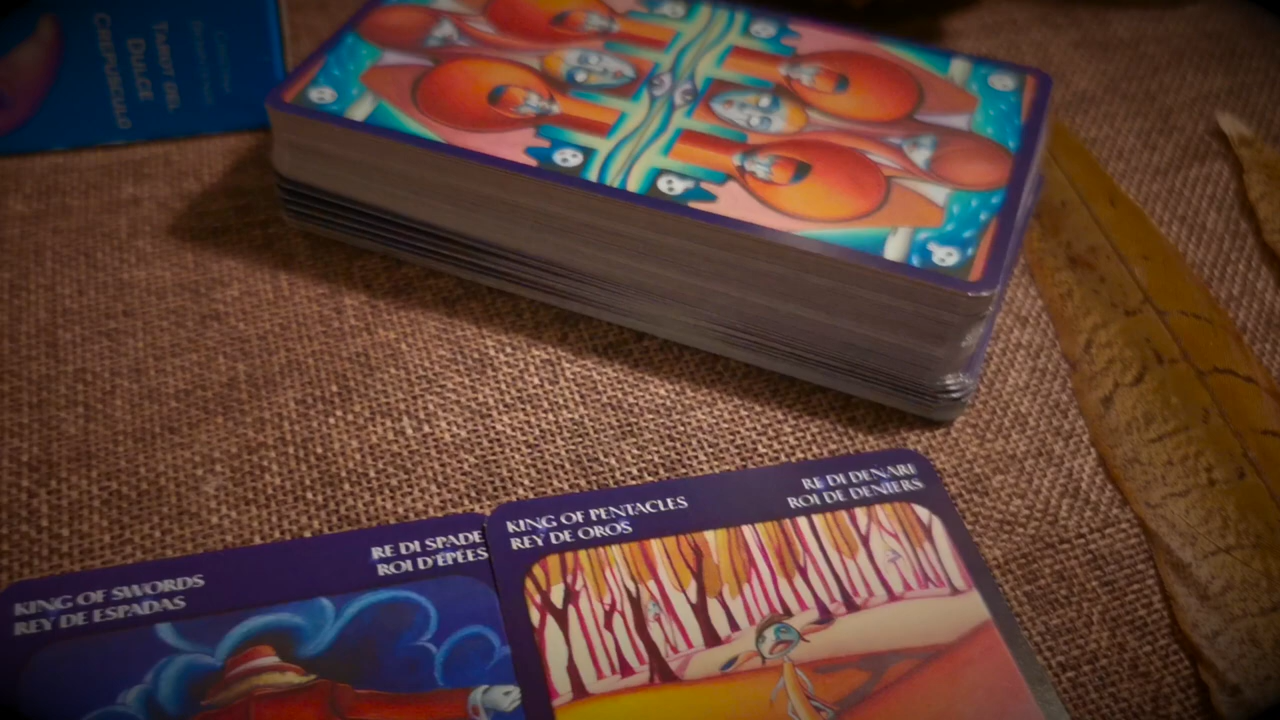 TAROT DEL
DULCE
CREPÚSCULO
KING OF SWORDS
REY DE ESPADAS
RE DI SPADE
ROI D'ÉPÉES
KING OF PENTACLES
REY DE OROS
RE DI DENARI
ROI DE DENIERS